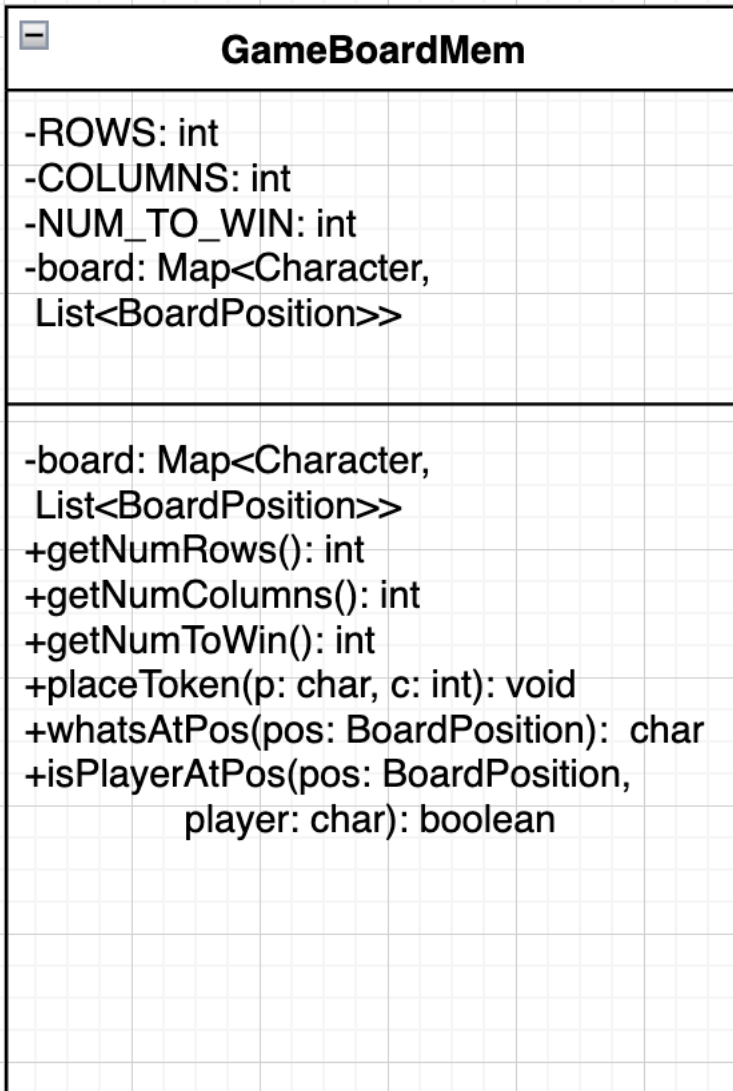 GameBoardMem
-ROWS: int
-COLUMNS: int
-NUM_TO_WIN: int
-board: Map<Character,
List<BoardPosition>>
-board: Map<Character,
List<BoardPosition>>
+getNumRows(): int
+getNumColumns(): int
+getNumToWin(): int
+placeToken(p: char, c: int): void
+whatsAtPos(pos: BoardPosition):  char
+isPlayerAtPos(pos: BoardPosition,
player: char): boolean